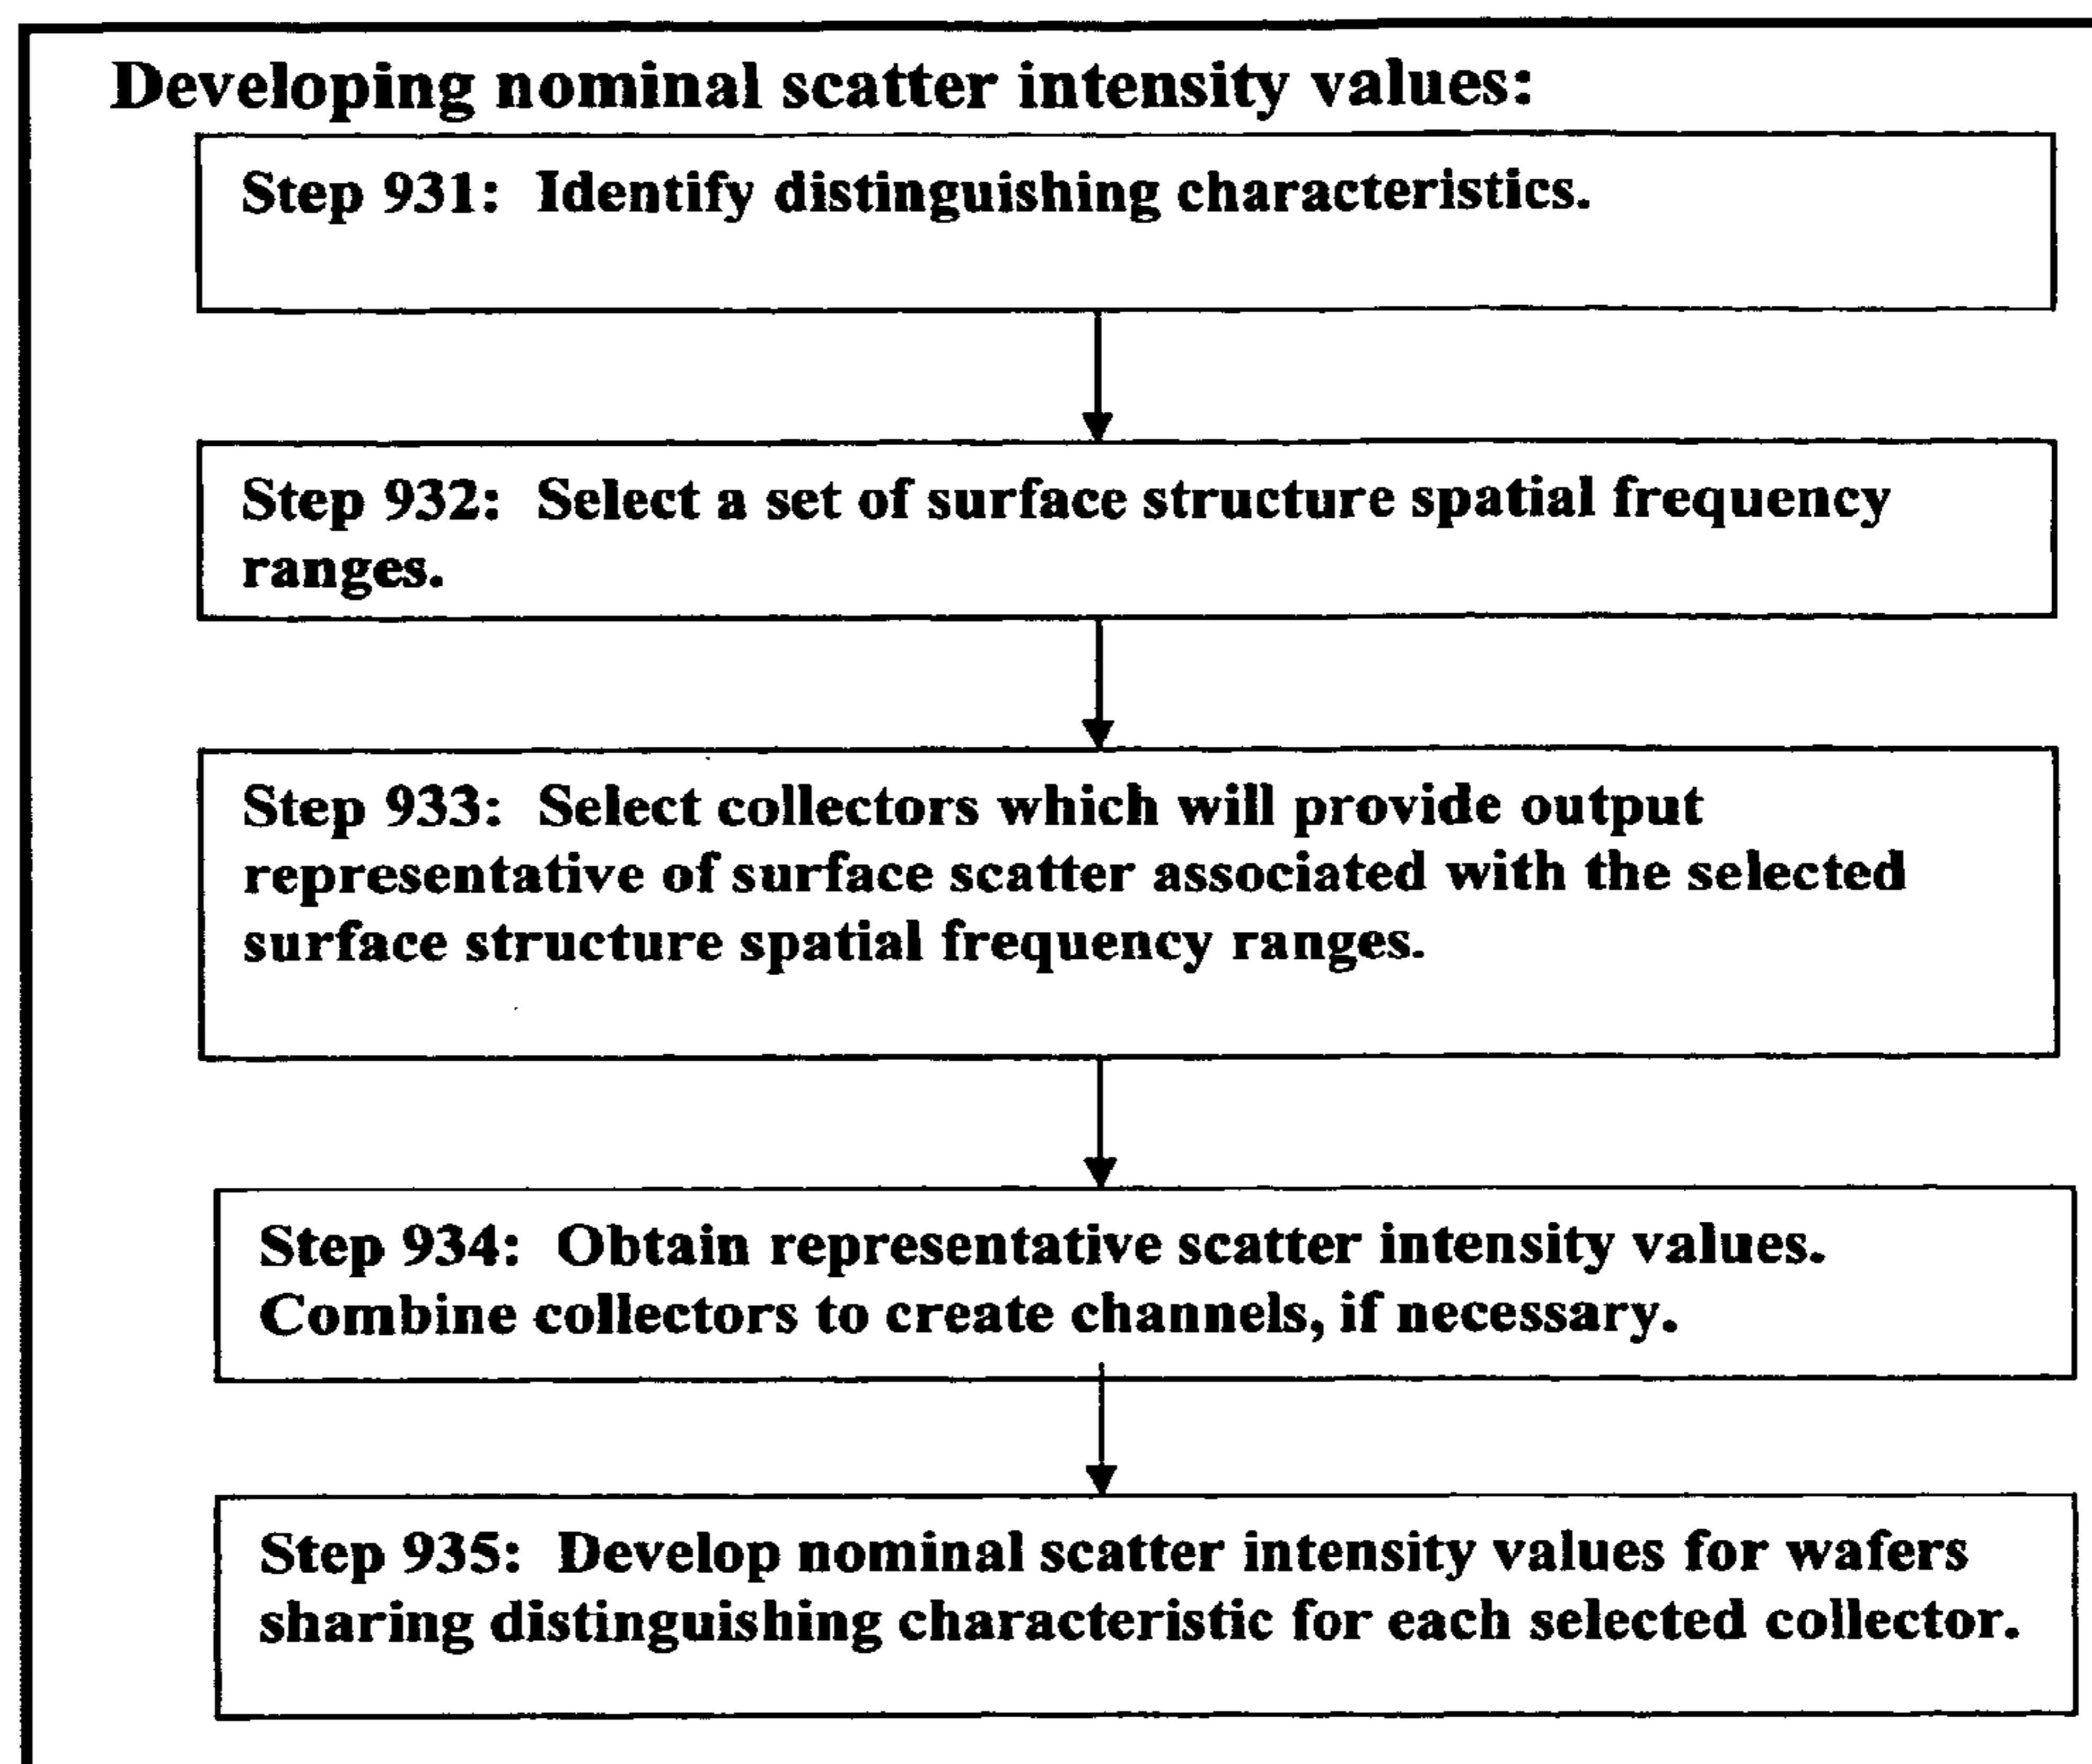 Developing nominal scatter intensity values:
Step 931: Identify distinguishing characteristics.
Step 932: Select a set of surface structure spatial frequency
ranges.
Step 933: Select collectors which will provide output
representative of surface scatter associated with the selected
surface structure spatial frequency ranges.
Step 934: Obtain representative scatter intensity values.
Combine collectors to create channels, if necessary.
Step 935: Develop nominal scatter intensity values for wafers
sharing distinguishing characteristic for each selected collector.